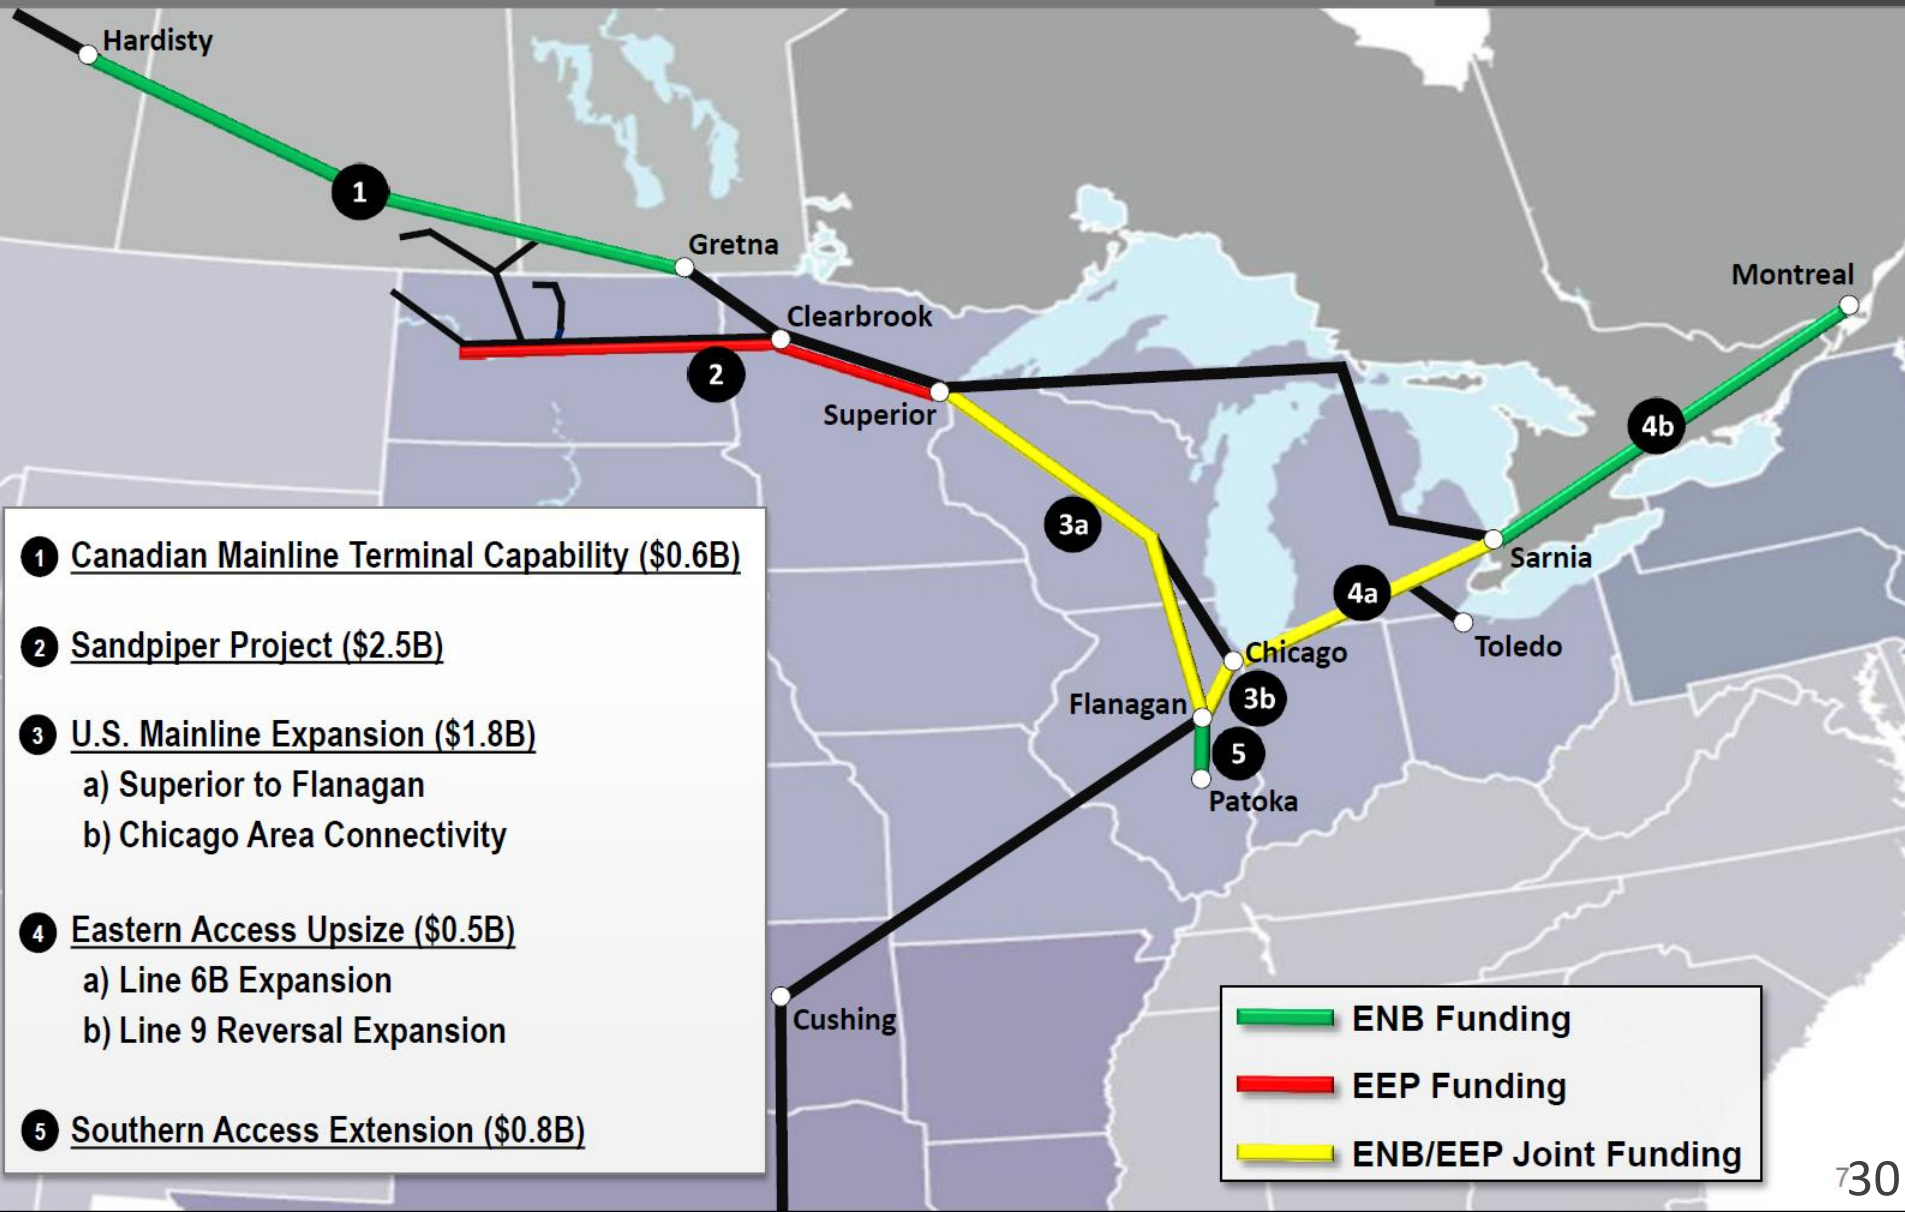 Hardisty
1
Gretna
Clearbrook
2
Superior
Montreal
4b
3a
Sarnia
4a
Toledo
Chicago
3b
Flanagan
5
Patoka
Cushing
1 Canadian Mainline Terminal Capability ($0.6B)
2 Sandpiper Project ($2.5B)
3 U.S. Mainline Expansion ($1.8B)
a) Superior to Flanagan
b) Chicago Area Connectivity
4 Eastern Access Upsize ($0.5B)
a) Line 6B Expansion
b) Line 9 Reversal Expansion
5 Southern Access Extension ($0.8B)
ENB Funding
EEP Funding
ENB/EEP Joint Funding
7
30